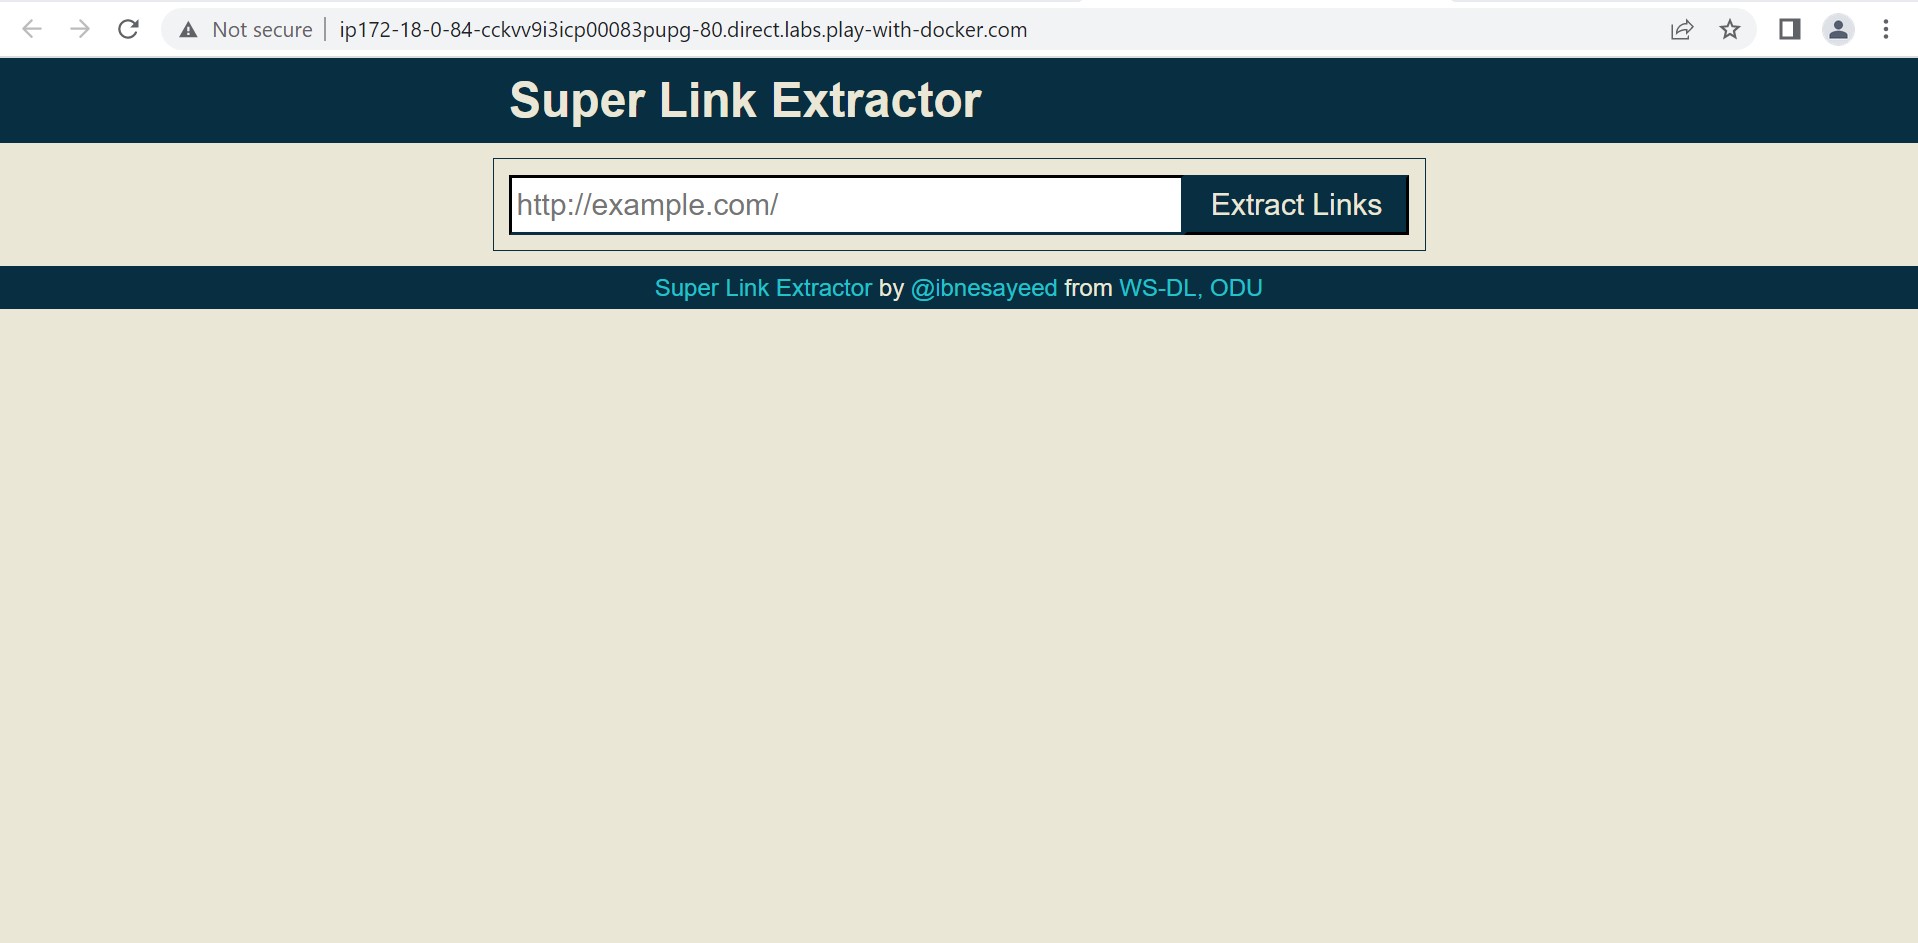 Not secure ip172-18-0-84-cckvv9i3icp00083pupg-80.direct.labs.play-with-docker.com
Super Link Extractor
http://example.com/ Extract Links
Super Link Extractor by @ibnesayeed from WS-DL, ODU